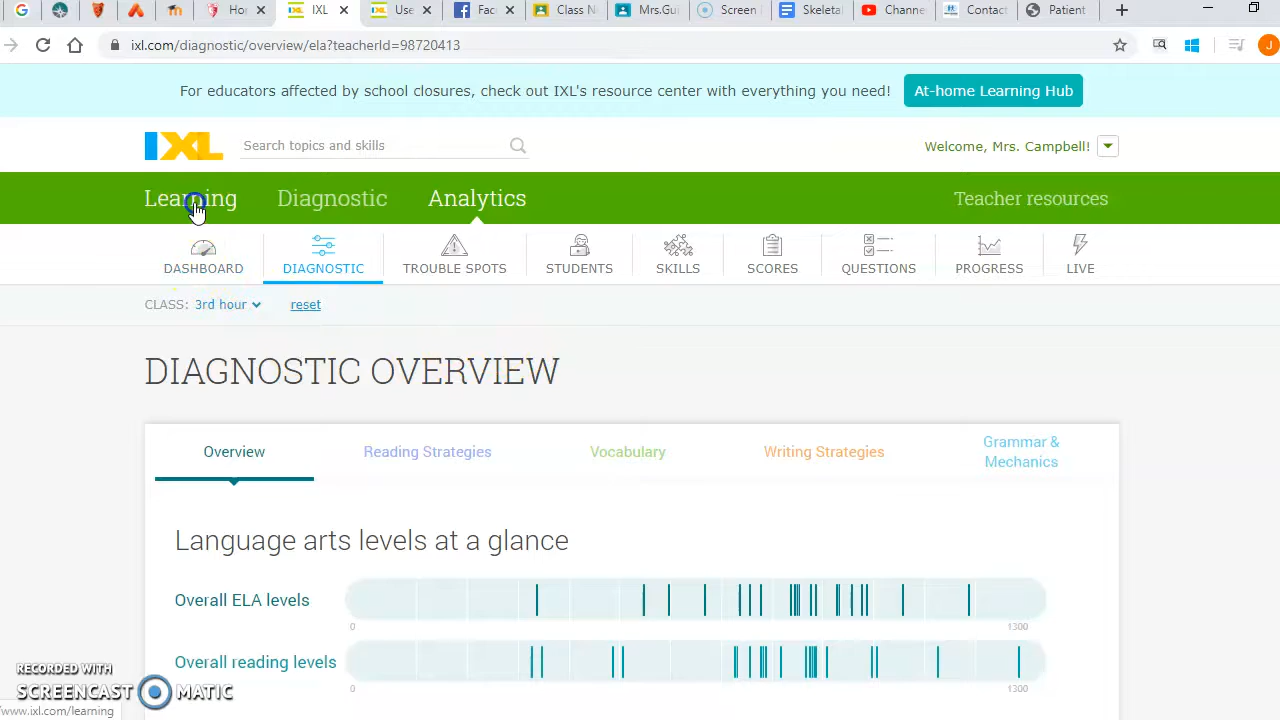 Ho
IXL
Use
Fac
Class N
Mrs.Gui
Screen
Skeletal
Channe
Contact
Patient
ixl.com/diagnostic/overview/ela?teacherId=98720413
J
For educators affected by school closures, check out IXL's resource center with everything you need!
At-home Learning Hub
IXL
Search topics and skills
Welcome, Mrs. Campbell!
Learning
Diagnostic
Analytics
Teacher resources
DASHBOARD
DIAGNOSTIC
TROUBLE SPOTS
STUDENTS
SKILLS
SCORES
QUESTIONS
PROGRESS
LIVE
CLASS: 3rd hour
reset
DIAGNOSTIC OVERVIEW
Overview
Reading Strategies
Vocabulary
Writing Strategies
Grammar &
Mechanics
Language arts levels at a glance
Overall ELA levels
0
1300
Overall reading levels
0
1300
RECORDED WITH
SCREENCAST MATIC
www.ixl.com/learning